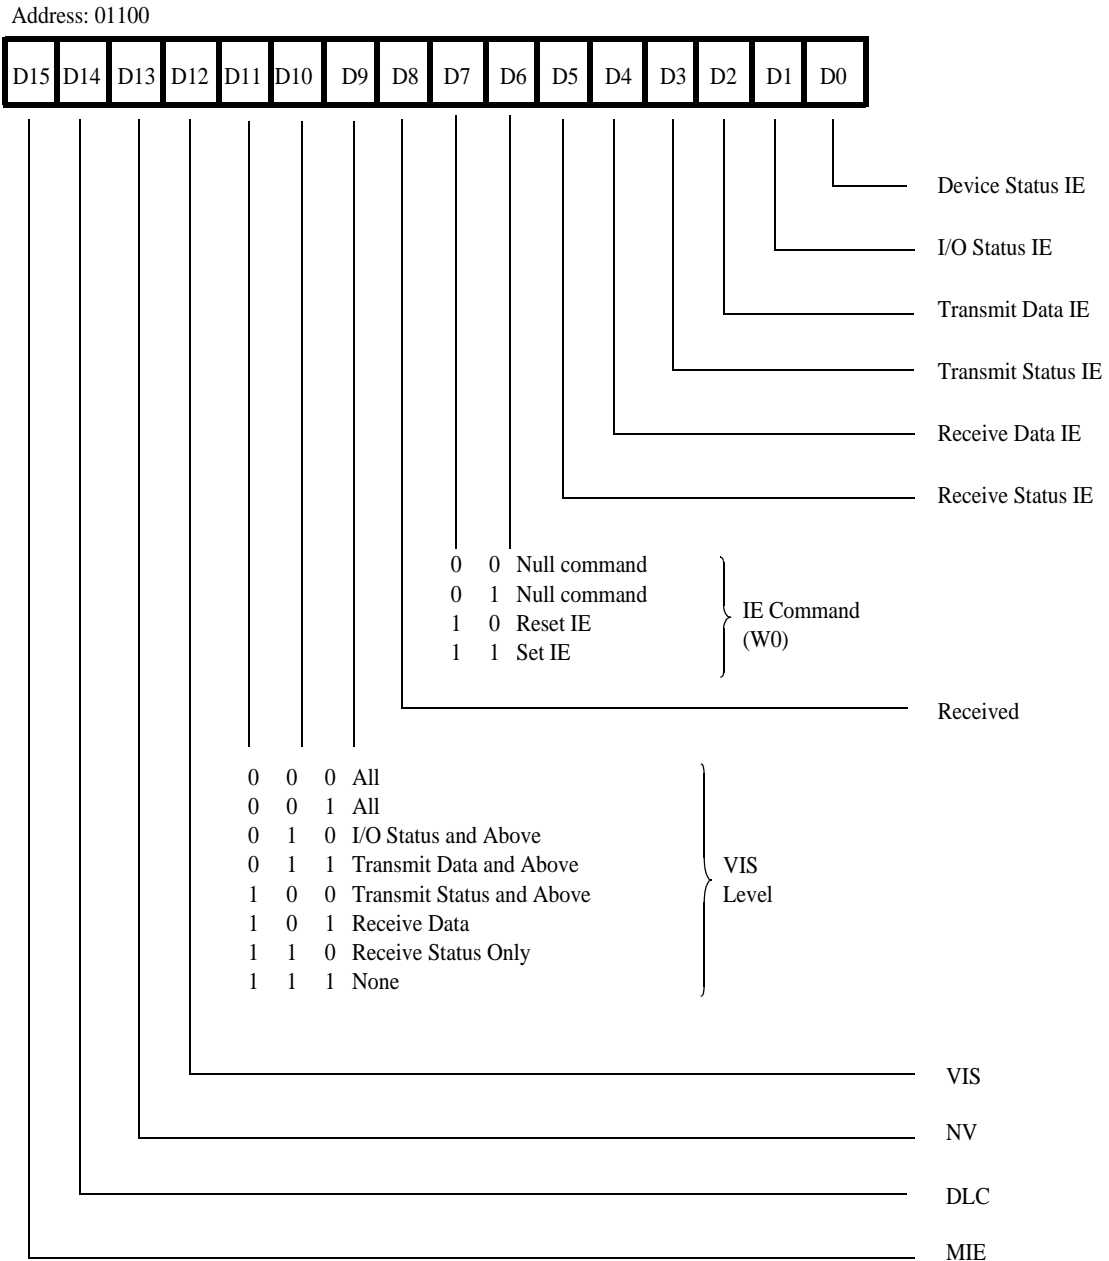 Address: 01100
D15 D14 D13 D12 D11 D10 D9 D8 D7 D6 D5 D4 D3 D2 D1 D0
Device Status IE
I/O Status IE
Transmit Data IE
Transmit Status IE
Receive Data IE
Receive Status IE
0 0 Null command
0 1 Null command
1 0 Reset IE
1 1 Set IE
IE Command
(W0)
Received
0 0 0 All
0 0 1 All
0 1 0 I/O Status and Above
0 1 1 Transmit Data and Above
1 0 0 Transmit Status and Above
1 0 1 Receive Data
1 1 0 Receive Status Only
1 1 1 None
VIS
Level
VIS
NV
DLC
MIE